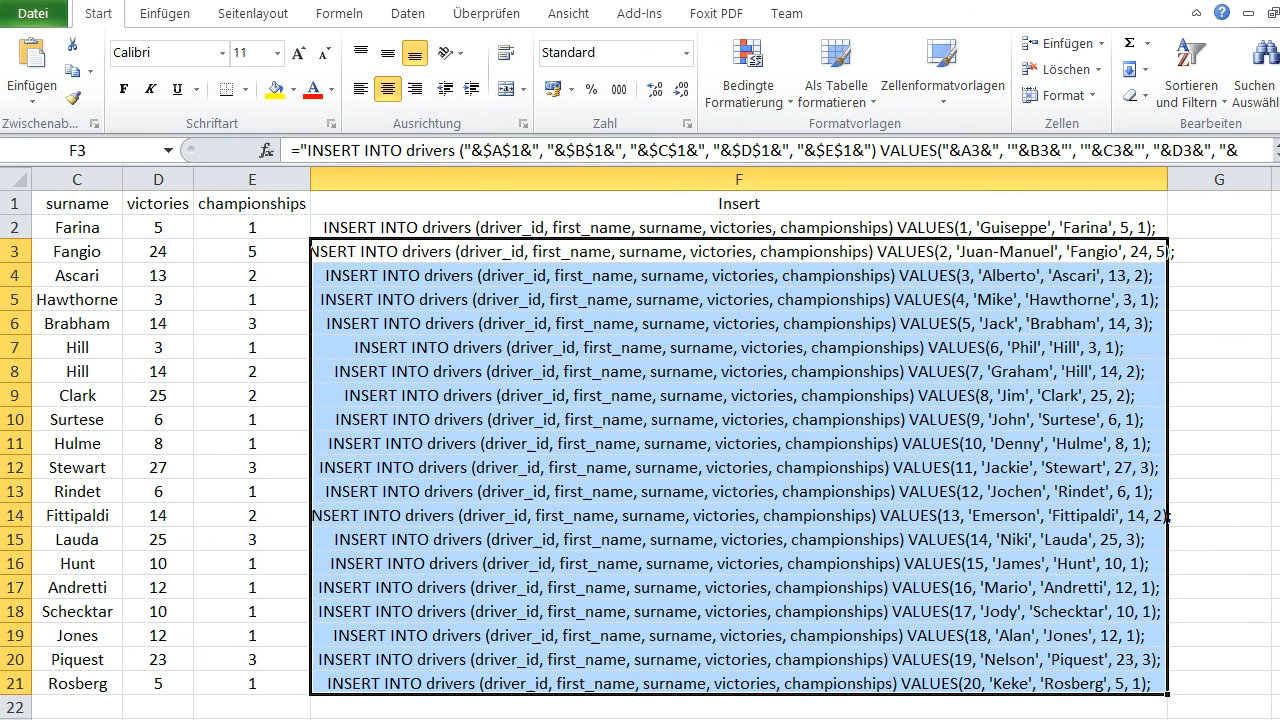 Datei Start Einfügen Seitenlayout Formeln Daten Überprüfen Ansicht Add-Ins Foxit PDF Team
Einfügen
Calibri 11
F K U
Standard
% 000
Bedingte Formatierung
Als Tabelle formatieren
Zellenformatvorlagen
Einfügen
Löschen
Format
Sortieren und Filtern
Suchen Auswähl
Zwischenab... Schriftart Ausrichtung Zahl Formatvorlagen Zellen Bearbeiten
F3 fx ="INSERT INTO drivers ("&$A$1&", "&$B$1&", "&$C$1&", "&$D$1&", "&$E$1&") VALUES("&A3&", '"&B3&"', '"&C3&"', "&D3&", "&
C D E F G
1 surname victories championships Insert
2 Farina 5 1 INSERT INTO drivers (driver_id, first_name, surname, victories, championships) VALUES(1, 'Guiseppe', 'Farina', 5, 1);
3 Fangio 24 5 NSERT INTO drivers (driver_id, first_name, surname, victories, championships) VALUES(2, 'Juan-Manuel', 'Fangio', 24, 5);
4 Ascari 13 2 INSERT INTO drivers (driver_id, first_name, surname, victories, championships) VALUES(3, 'Alberto', 'Ascari', 13, 2);
5 Hawthorne 3 1 INSERT INTO drivers (driver_id, first_name, surname, victories, championships) VALUES(4, 'Mike', 'Hawthorne', 3, 1);
6 Brabham 14 3 INSERT INTO drivers (driver_id, first_name, surname, victories, championships) VALUES(5, 'Jack', 'Brabham', 14, 3);
7 Hill 3 1 INSERT INTO drivers (driver_id, first_name, surname, victories, championships) VALUES(6, 'Phil', 'Hill', 3, 1);
8 Hill 14 2 INSERT INTO drivers (driver_id, first_name, surname, victories, championships) VALUES(7, 'Graham', 'Hill', 14, 2);
9 Clark 25 2 INSERT INTO drivers (driver_id, first_name, surname, victories, championships) VALUES(8, 'Jim', 'Clark', 25, 2);
10 Surtese 6 1 INSERT INTO drivers (driver_id, first_name, surname, victories, championships) VALUES(9, 'John', 'Surtese', 6, 1);
11 Hulme 8 1 INSERT INTO drivers (driver_id, first_name, surname, victories, championships) VALUES(10, 'Denny', 'Hulme', 8, 1);
12 Stewart 27 3 INSERT INTO drivers (driver_id, first_name, surname, victories, championships) VALUES(11, 'Jackie', 'Stewart', 27, 3);
13 Rindet 6 1 INSERT INTO drivers (driver_id, first_name, surname, victories, championships) VALUES(12, 'Jochen', 'Rindet', 6, 1);
14 Fittipaldi 14 2 NSERT INTO drivers (driver_id, first_name, surname, victories, championships) VALUES(13, 'Emerson', 'Fittipaldi', 14, 2);
15 Lauda 25 3 INSERT INTO drivers (driver_id, first_name, surname, victories, championships) VALUES(14, 'Niki', 'Lauda', 25, 3);
16 Hunt 10 1 INSERT INTO drivers (driver_id, first_name, surname, victories, championships) VALUES(15, 'James', 'Hunt', 10, 1);
17 Andretti 12 1 INSERT INTO drivers (driver_id, first_name, surname, victories, championships) VALUES(16, 'Mario', 'Andretti', 12, 1);
18 Schecktar 10 1 INSERT INTO drivers (driver_id, first_name, surname, victories, championships) VALUES(17, 'Jody', 'Schecktar', 10, 1);
19 Jones 12 1 INSERT INTO drivers (driver_id, first_name, surname, victories, championships) VALUES(18, 'Alan', 'Jones', 12, 1);
20 Piquest 23 3 INSERT INTO drivers (driver_id, first_name, surname, victories, championships) VALUES(19, 'Nelson', 'Piquest', 23, 3);
21 Rosberg 5 1 INSERT INTO drivers (driver_id, first_name, surname, victories, championships) VALUES(20, 'Keke', 'Rosberg', 5, 1);
22